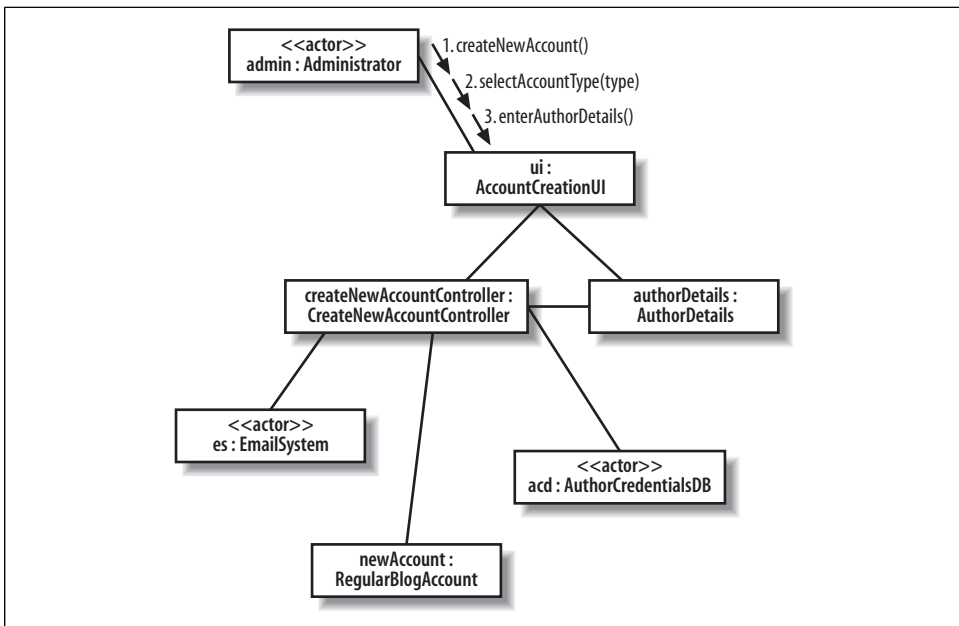 <<actor>>
admin : Administrator
1. createNewAccount()
2. selectAccountType(type)
3. enterAuthorDetails()
ui :
AccountCreationUI
createNewAccountController :
CreateNewAccountController
authorDetails :
AuthorDetails
<<actor>>
es : EmailSystem
<<actor>>
acd : AuthorCredentialsDB
newAccount :
RegularBlogAccount